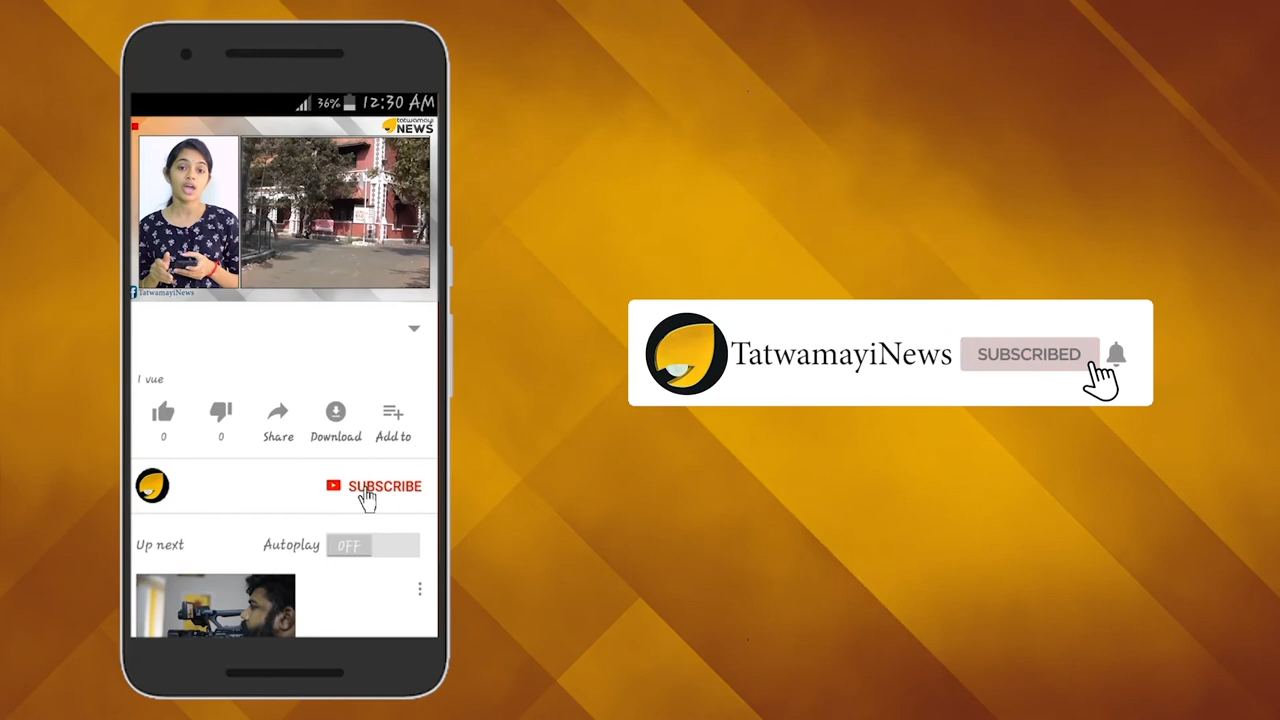 36% 12:30 AM
tatwamayi
NEWS
TatwamayiNews
1 vue
0 0 Share Download Add to
SUBSCRIBE
Up next Autoplay OFF
TatwamayiNews SUBSCRIBED